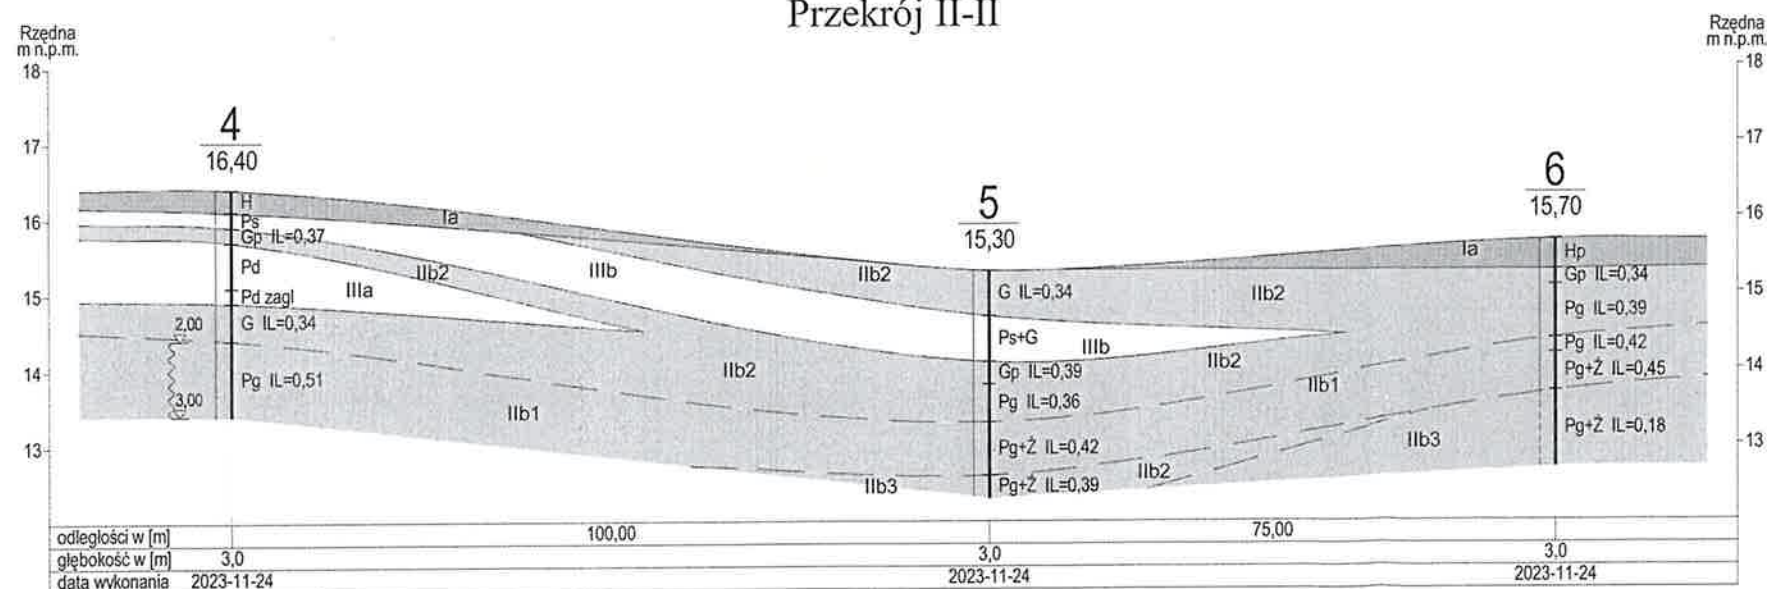 Przekrój II-II
Rzędna
m n.p.m.
Rzędna
m n.p.m.
18
17
16
15
14
13
18
17
16
15
14
13
4
16,40
H
Ps
Gp IL=0,37
Pd
Pd zagl
G IL=0,34
Pg IL=0,51
2,00
3,00
Ia
IIb2
IIIb
IIIa
IIb2
IIb2
IIb1
IIb3
5
15,30
G IL=0,34
Ps+G
Gp IL=0,39
Pg IL=0,36
Pg+Ż IL=0,42
Pg+Ż IL=0,39
Ia
IIb2
IIIb
IIb2
IIb1
IIb2
IIb3
6
15,70
Hp
Gp IL=0,34
Pg IL=0,39
Pg IL=0,42
Pg+Ż IL=0,45
Pg+Ż IL=0,18
odległości w [m] 100,00 75,00
głębokość w [m] 3,0 3,0 3,0
data wykonania 2023-11-24 2023-11-24 2023-11-24